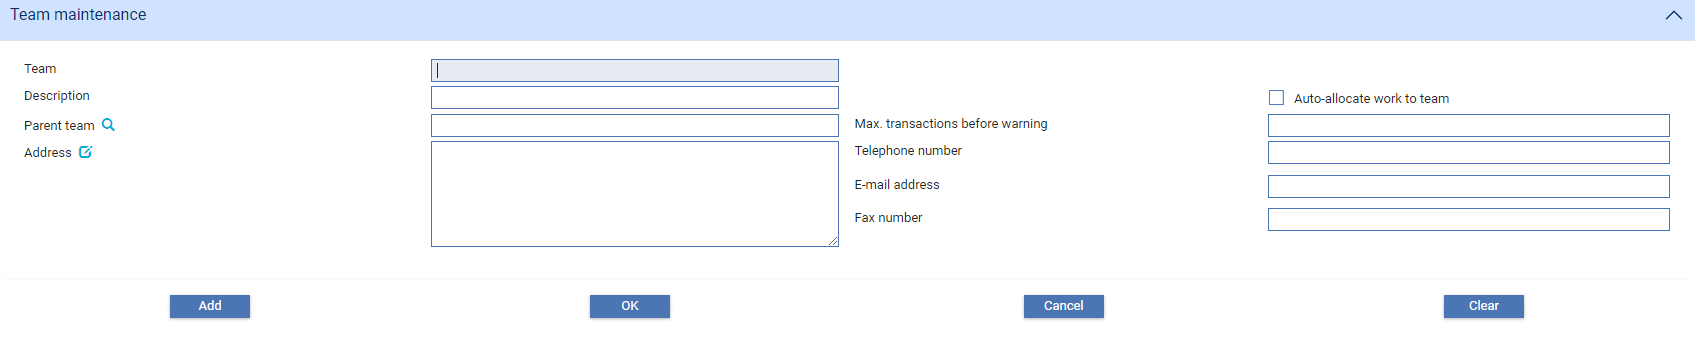 Team maintenance
Team
Description
Auto-allocate work to team
Parent team
Max. transactions before warning
Address
Telephone number
E-mail address
Fax number
Add
OK
Cancel
Clear